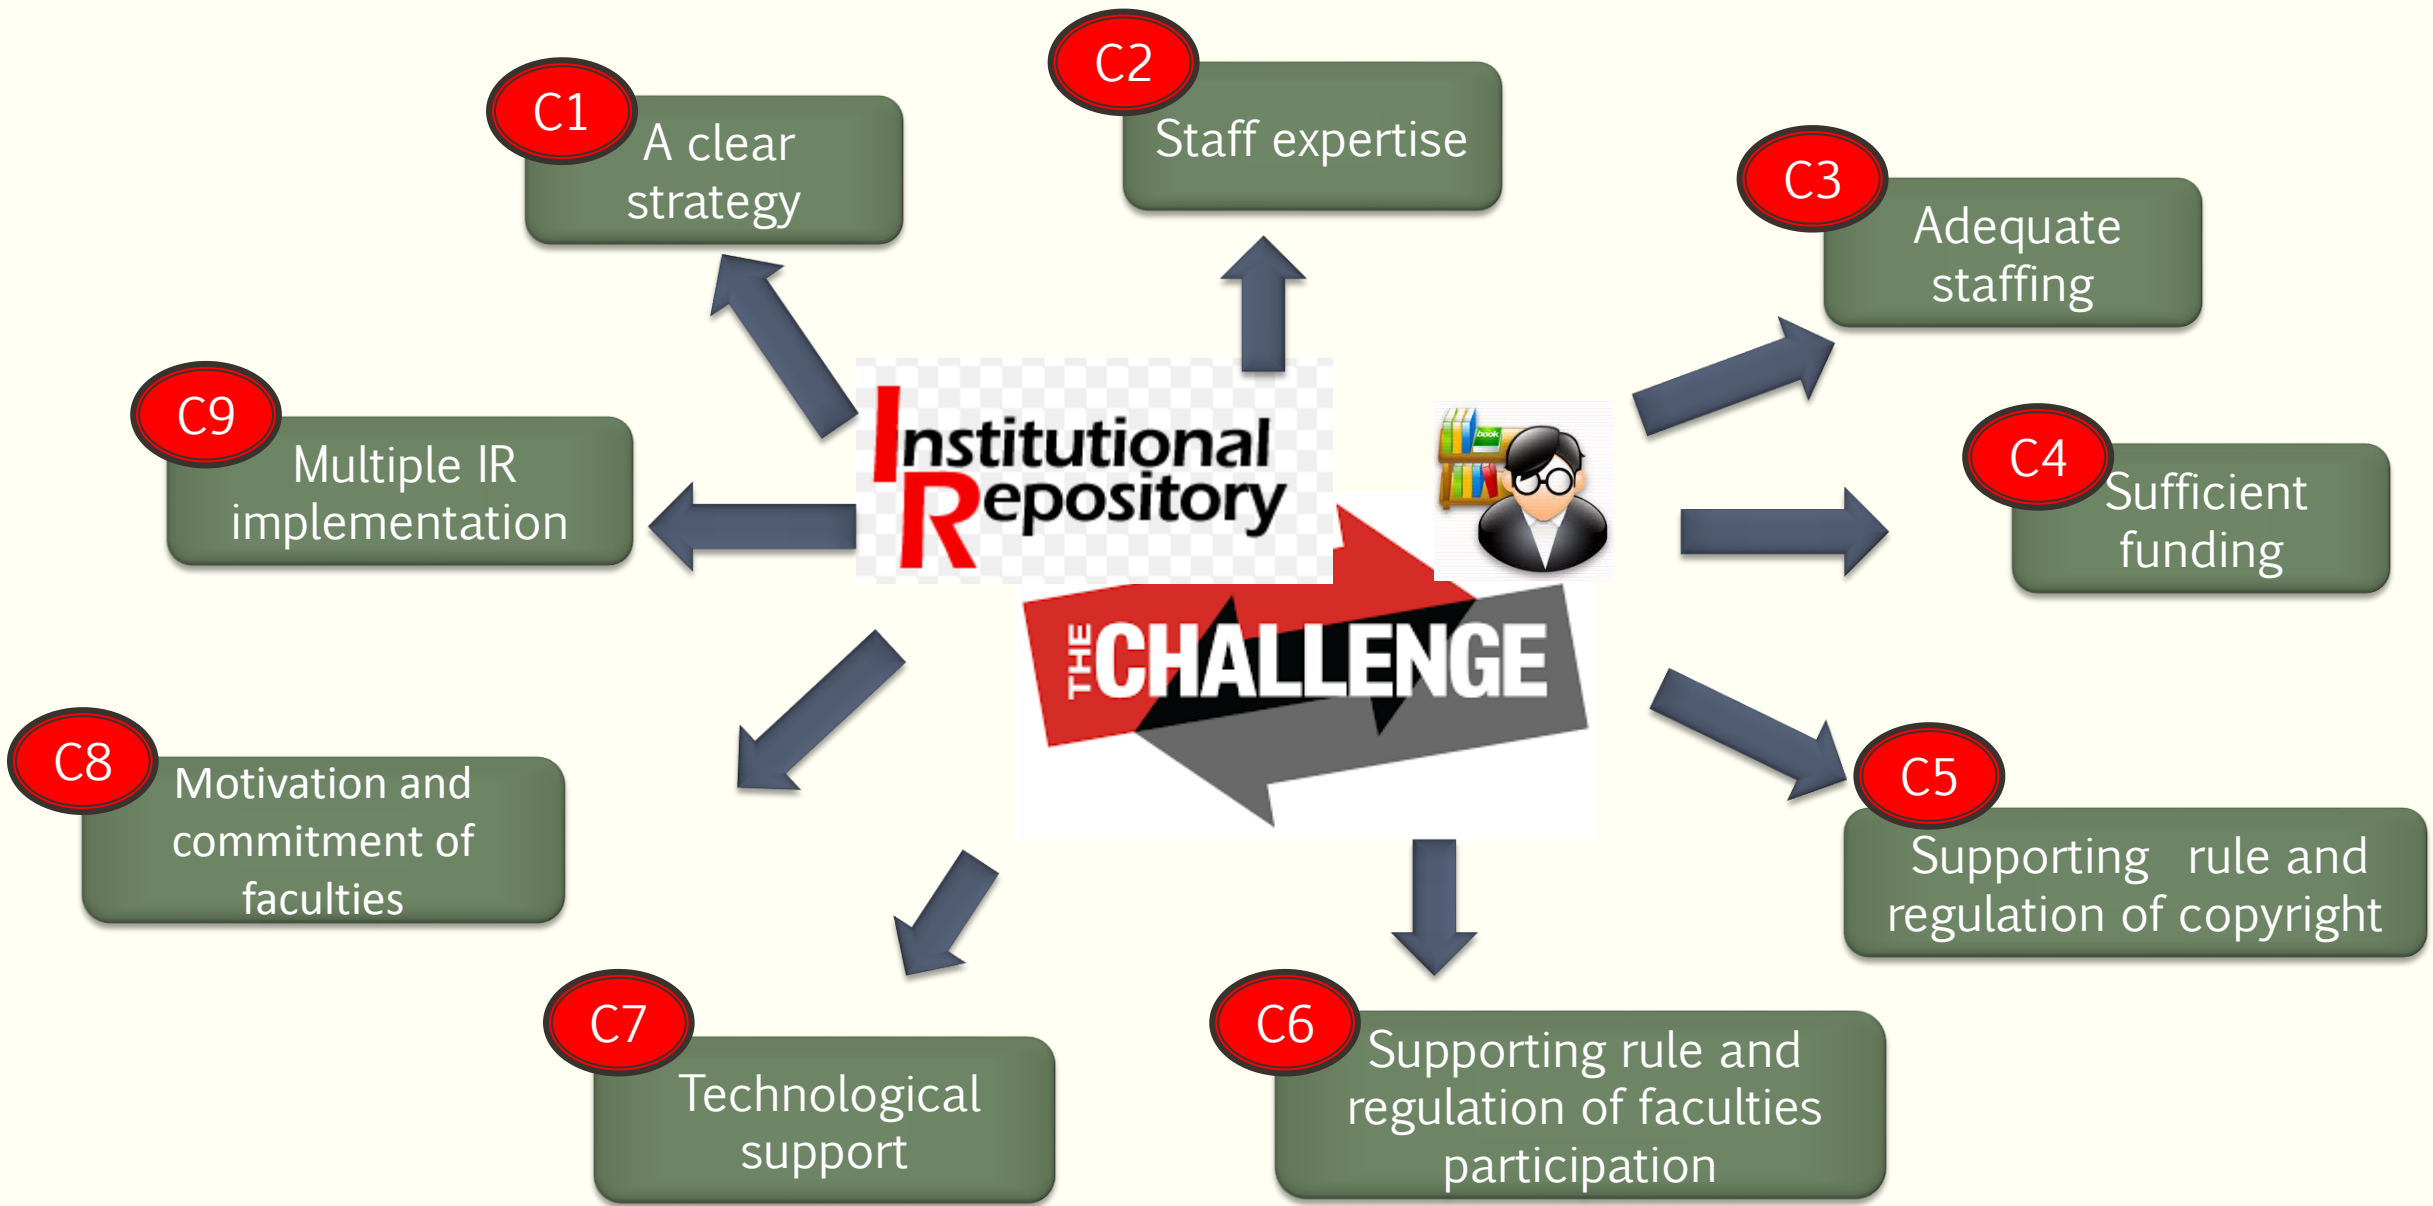 C1
A clear
strategy
C2
Staff expertise
C3
Adequate
staffing
C4
Sufficient
funding
C5
Supporting rule and
regulation of copyright
C6
Supporting rule and
regulation of faculties
participation
C7
Technological
support
C8
Motivation and
commitment of
faculties
C9
Multiple IR
implementation
Institutional
Repository
book
THE CHALLENGE